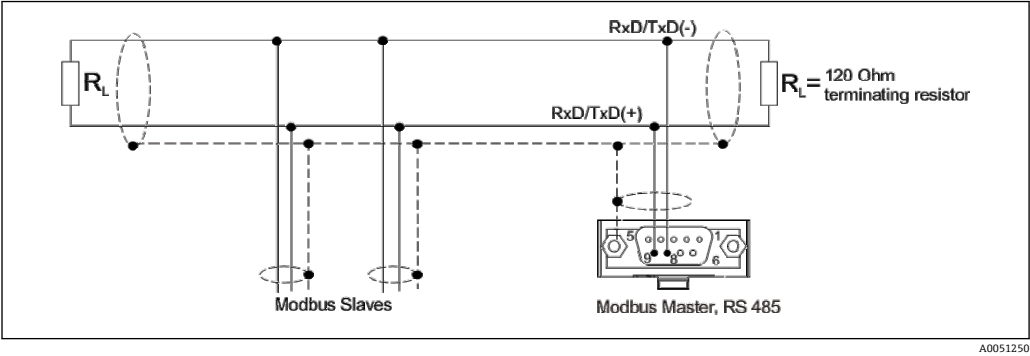 RxD/TxD(-)
RL
RL= 120 Ohm
terminating resistor
RxD/TxD(+)
5 1
9 8 6
Modbus Slaves
Modbus Master, RS 485
A0051250